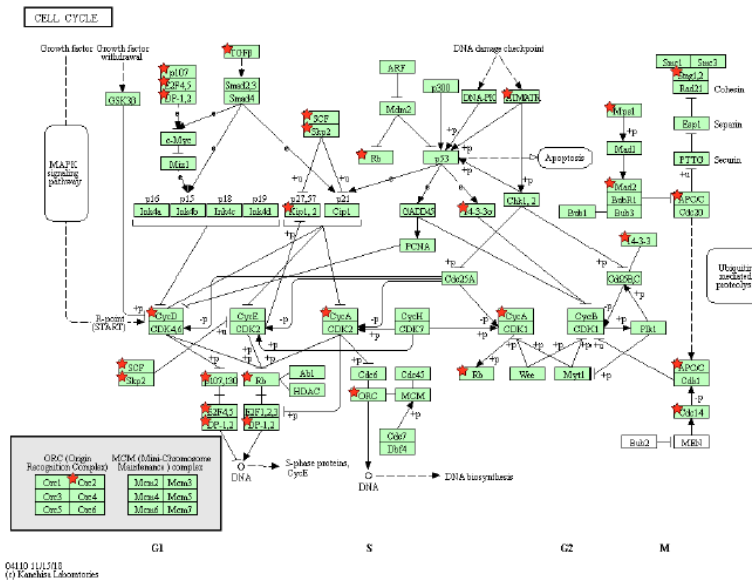 CELL CYCLE
Growth factor
Growth factor
withdrawal
GSK3β
MAPK
signaling
pathway
R-point
(START)
p107
E2F4,5
DP-1,2
TGFβ
Smad2,3
Smad4
c-Myc
Miz1
SCF
Skp2
ARF
Mdm2
Rb
p300
DNA damage checkpoint
DNA-PK
ATM/ATR
p53
Apoptosis
Mps1
Mad1
Mad2
BubR1
Bub3
Bub1
Smc1
Smc3
Stag1,2
Rad21
Cohesin
Esp1
Separin
PTTG
Securin
APC/C
Cdc20
p16
p15
p18
p19
Ink4a
Ink4b
Ink4c
Ink4d
p27,57
Kip1, 2
p21
Cip1
GADD45
14-3-3σ
Chk1, 2
PCNA
14-3-3
Cdc25A
Cdc25B,C
Ubiquitin
mediated
proteolysis
CycD
CDK4,6
CycE
CDK2
CycA
CDK2
CycH
CDK7
CycA
CDK1
CycB
CDK1
Plk1
SCF
Skp2
p107,130
Rb
Abl
HDAC
Cdc6
Cdc45
ORC
MCM
Rb
Wee
Myt1
APC/C
Cdh1
E2F4,5
DP-1,2
E2F1,2,3
DP-1,2
Cdc7
Dbf4
Cdc14
Bub2
MEN
DNA
S-phase proteins,
CycE
DNA
DNA biosynthesis
ORC (Origin
Recognition Complex)
MCM (Mini-Chromosome
Maintenance) complex
Orc1
Orc2
Mcm2
Mcm3
Orc3
Orc4
Mcm4
Mcm5
Orc5
Orc6
Mcm6
Mcm7
G1
S
G2
M
04110 11/15/10
(c) Kanehisa Laboratories